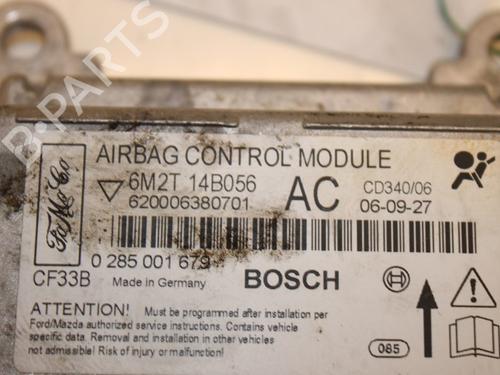 B-PARTS
AIRBAG CONTROL MODULE
6M2T 14B056 AC CD340/06
620006380701 06-09-27
FoMoCo
0 285 001 679
CF33B Made in Germany BOSCH
ATTENTION! Must be programmed after installation per
Ford/Mazda authorized service instructions. Contains vehicle
specific data. Removal and installation in other vehicles
not admissible! Risk of injury or malfunction!
085